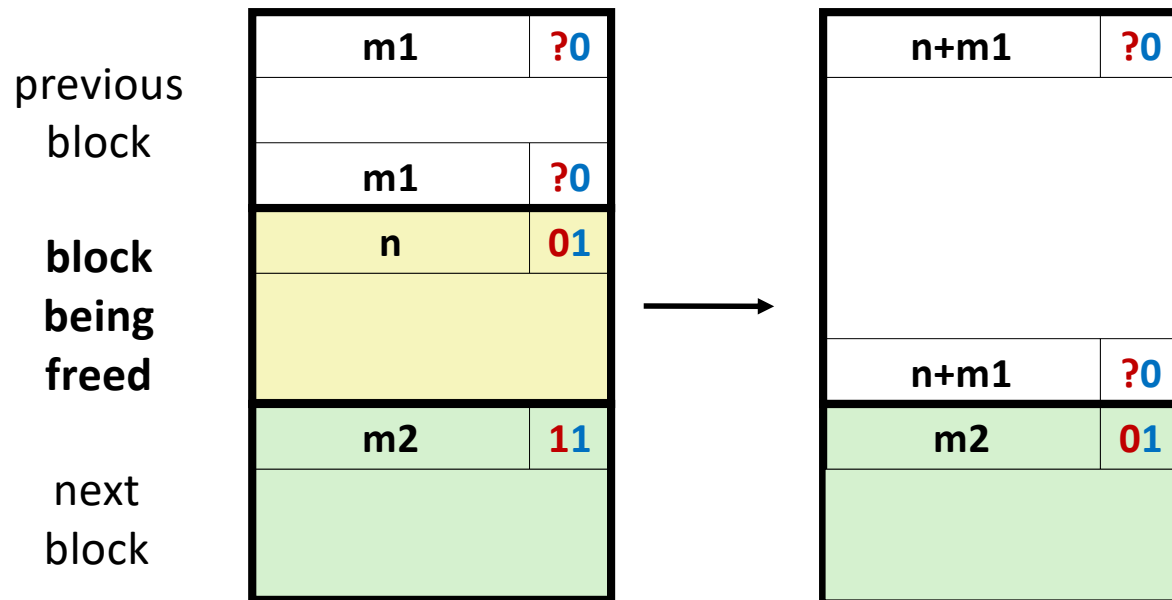 m1 ?0
n+m1 ?0
previous
block
m1 ?0
block
being
freed
n 01
n+m1 ?0
m2 11
m2 01
next
block